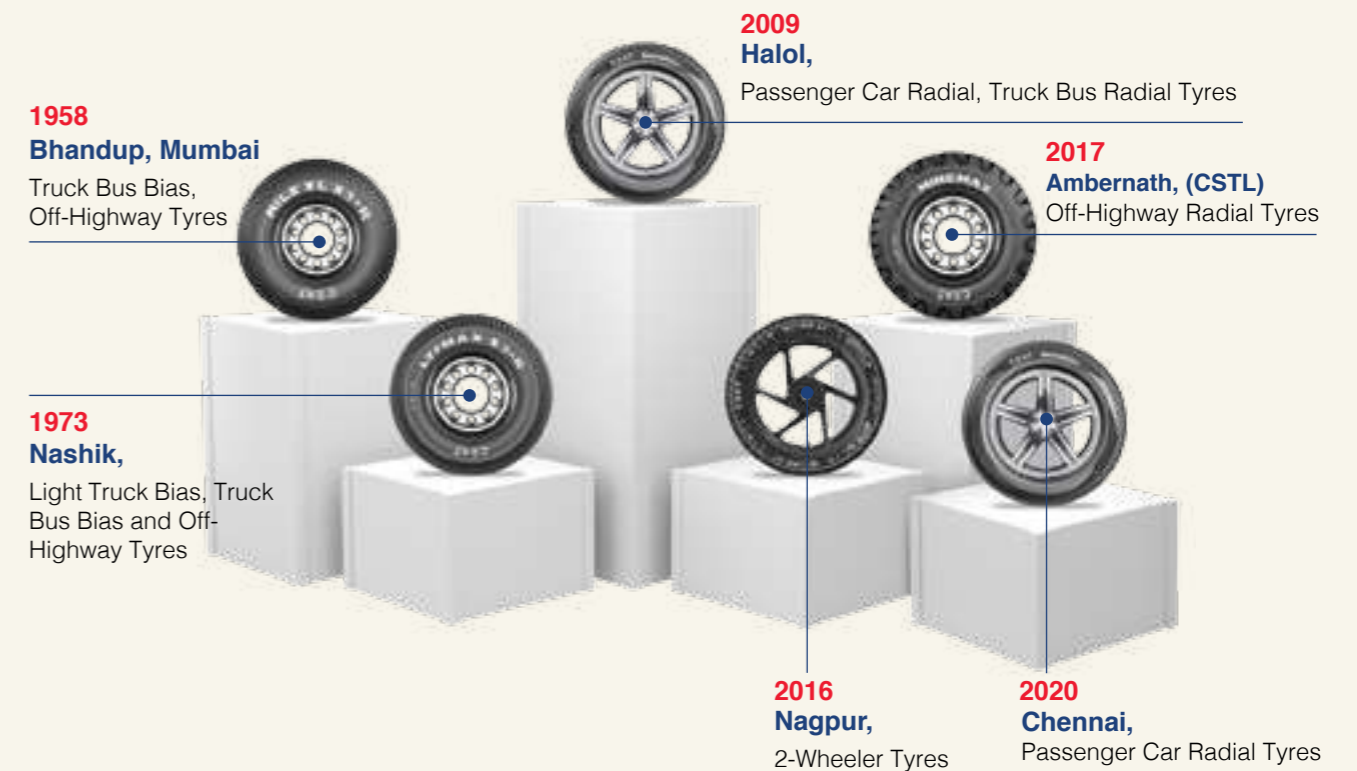 2009
Halol,
Passenger Car Radial, Truck Bus Radial Tyres
1958
Bhandup, Mumbai
Truck Bus Bias,
Off-Highway Tyres
2017
Ambernath, (CSTL)
Off-Highway Radial Tyres
1973
Nashik,
Light Truck Bias, Truck
Bus Bias and Off-
Highway Tyres
2016
Nagpur,
2-Wheeler Tyres
2020
Chennai,
Passenger Car Radial Tyres